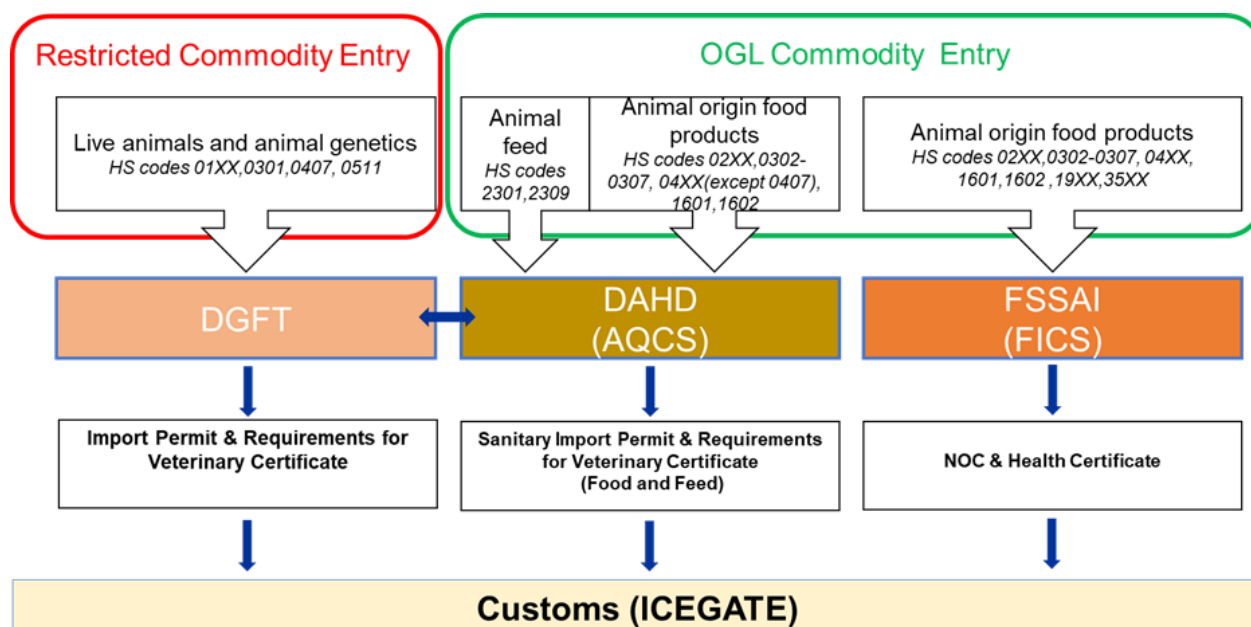 Restricted Commodity Entry
OGL Commodity  Entry
Live animals and animal genetics
HS codes 01XX,0301,0407, 0511
Animal
feed
HS codes
2301,2309
Animal origin food
products
HS codes 02XX,0302-
0307, 04XX(except 0407),
1601,1602
Animal origin food products
HS codes 02XX,0302-0307, 04XX,
1601,1602 ,19XX,35XX
DGFT
DAHD
(AQCS)
FSSAI
(FICS)
Import Permit & Requirements for
Veterinary Certificate
Sanitary Import Permit & Requirements
for Veterinary Certificate
(Food and Feed)
NOC & Health Certificate
Customs (ICEGATE)